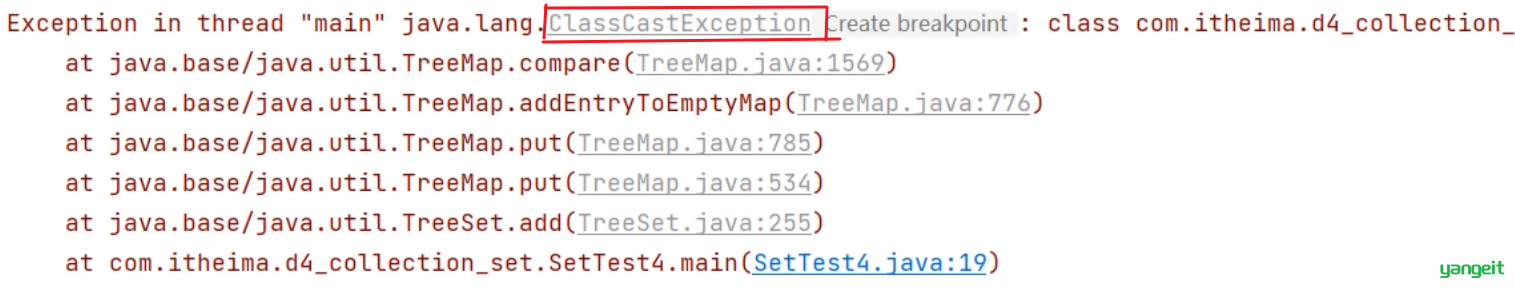 Exception in thread "main" java.lang.ClassCastException Create breakpoint : class com.itheima.d4_collection_
at java.base/java.util.TreeMap.compare(TreeMap.java:1569)
at java.base/java.util.TreeMap.addEntryToEmptyMap(TreeMap.java:776)
at java.base/java.util.TreeMap.put(TreeMap.java:785)
at java.base/java.util.TreeMap.put(TreeMap.java:534)
at java.base/java.util.TreeSet.add(TreeSet.java:255)
at com.itheima.d4_collection_set.SetTest4.main(SetTest4.java:19)
yangeit